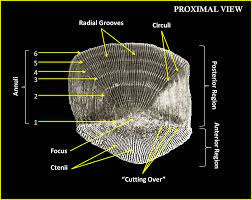 PROXIMAL VIEW
Radial Grooves
Circuli
6
5
4
3
2
1
Annuli
Posterior Region
Anterior Region
Focus
Ctenii
"Cutting Over"